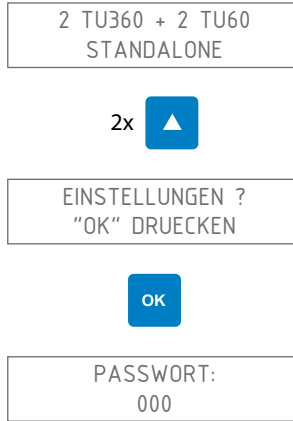 2 TU360 + 2 TU60
STANDALONE
2x
EINSTELLUNGEN ?
"OK" DRUECKEN
OK
PASSWORT:
000